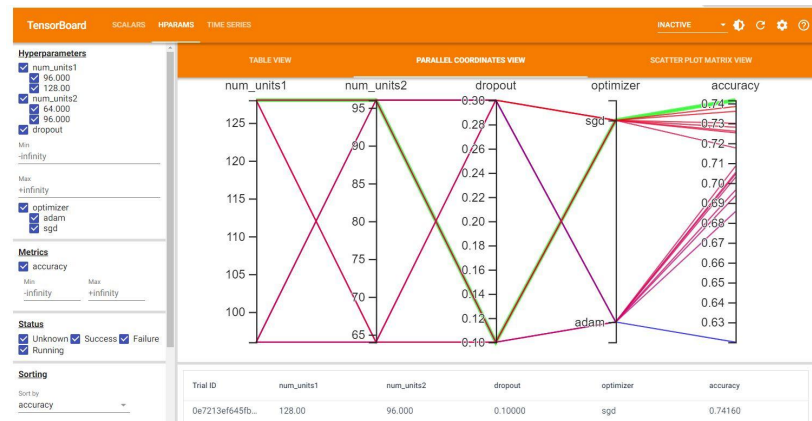 TensorBoard SCALARS HPARAMS TIME SERIES INACTIVE
Hyperparameters
num_units1
96.000
128.00
num_units2
64.000
96.000
dropout
Min
-infinity
Max
+infinity
optimizer
adam
sgd
Metrics
accuracy
Min Max
-infinity +infinity
Status
Unknown Success Failure
Running
Sorting
Sort by
accuracy
TABLE VIEW PARALLEL COORDINATES VIEW SCATTER PLOT MATRIX VIEW
num_units1 num_units2 dropout optimizer accuracy
125
120
115
110
105
100
95
90
85
80
75
70
65
0.30
0.28
0.26
0.24
0.22
0.20
0.18
0.16
0.14
0.12
0.10
sgd
adam
0.74
0.73
0.72
0.71
0.70
0.69
0.68
0.67
0.66
0.65
0.64
0.63
Trial ID num_units1 num_units2 dropout optimizer accuracy
0e7213ef645fb... 128.00 96.000 0.10000 sgd 0.74160